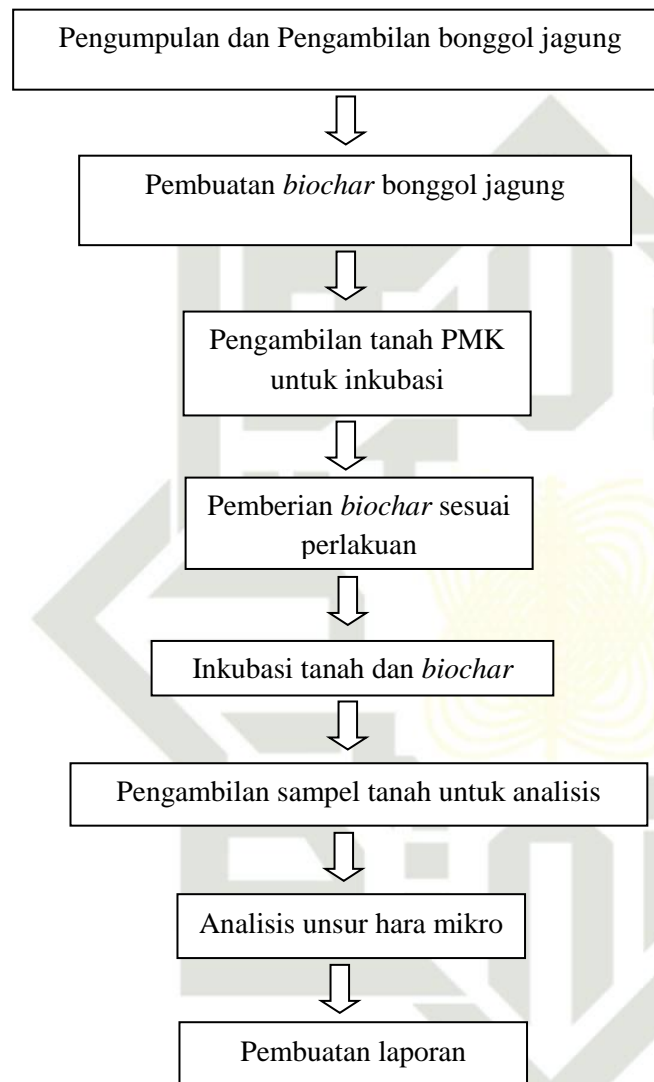 Pengumpulan dan Pengambilan bonggol jagung
Pembuatan biochar bonggol jagung
Pengambilan tanah PMK
untuk inkubasi
Pemberian biochar sesuai
perlakuan
Inkubasi tanah dan biochar
Pengambilan sampel tanah untuk analisis
Analisis unsur hara mikro
Pembuatan laporan